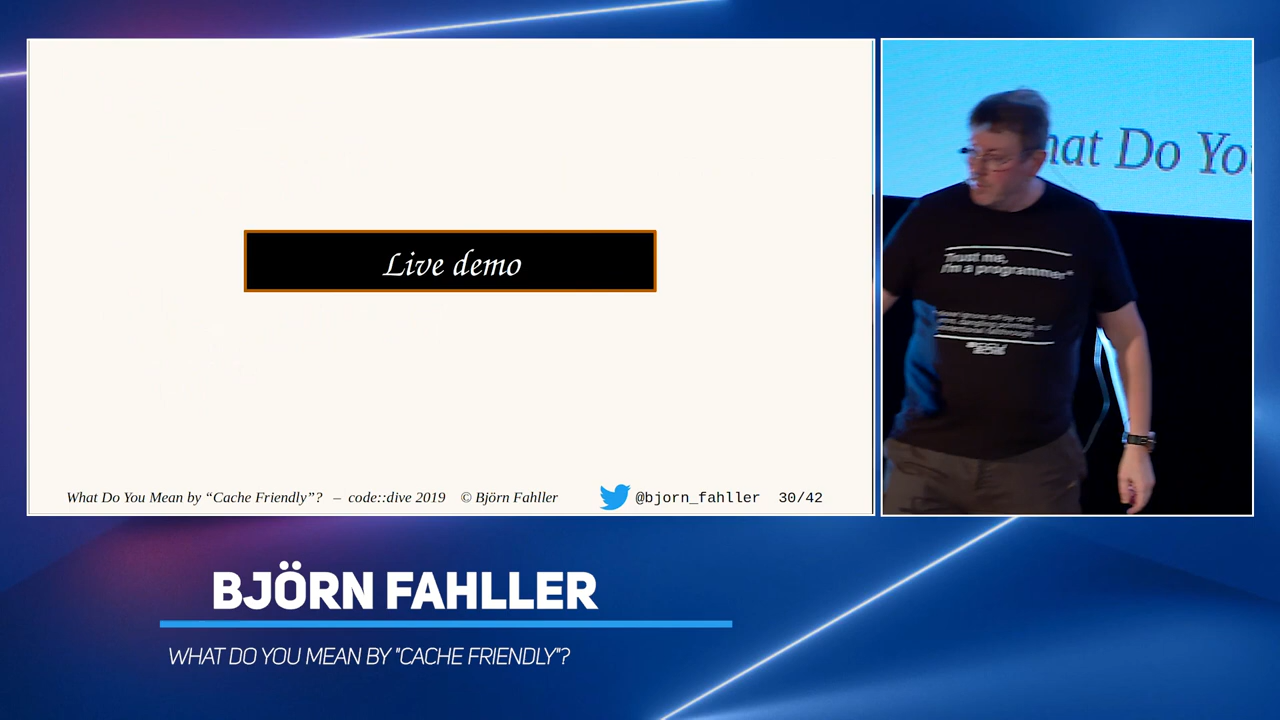 Live demo
What Do You Mean by “Cache Friendly”? – code::dive 2019 © Björn Fahller @bjorn_fahller 30/42
hat Do You
Trust me,
I'm a programmer*
BJÖRN FAHLLER
WHAT DO YOU MEAN BY "CACHE FRIENDLY"?